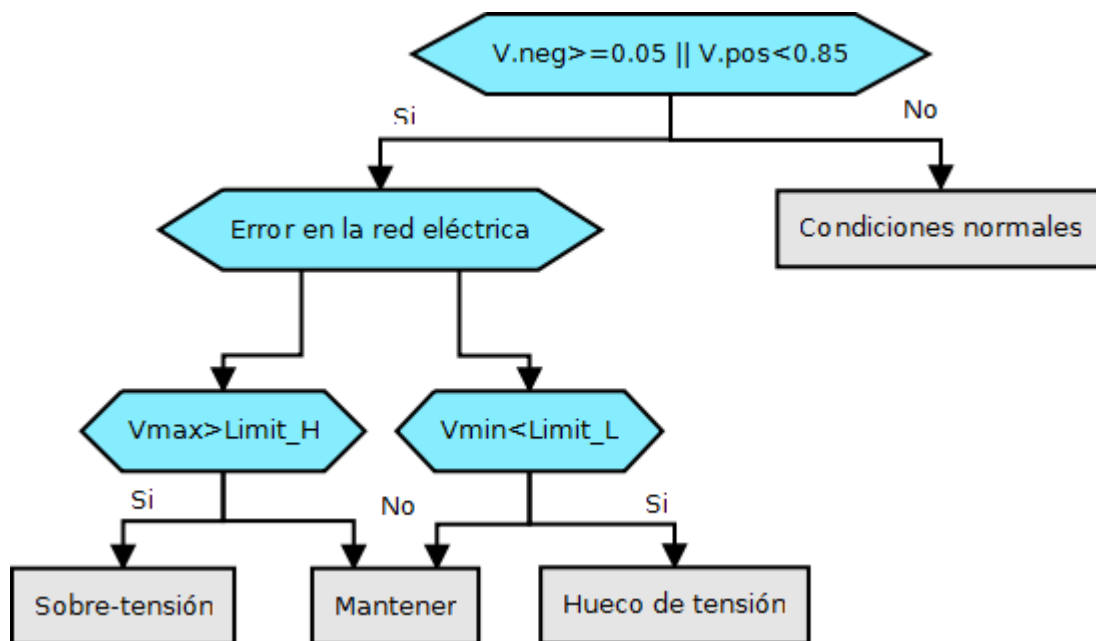 V.neg>=0.05 || V.pos<0.85
Si
No
Error en la red eléctrica
Condiciones normales
Vmax>Limit_H
Vmin<Limit_L
Si
No
Si
Sobre-tensión
Mantener
Hueco de tensión